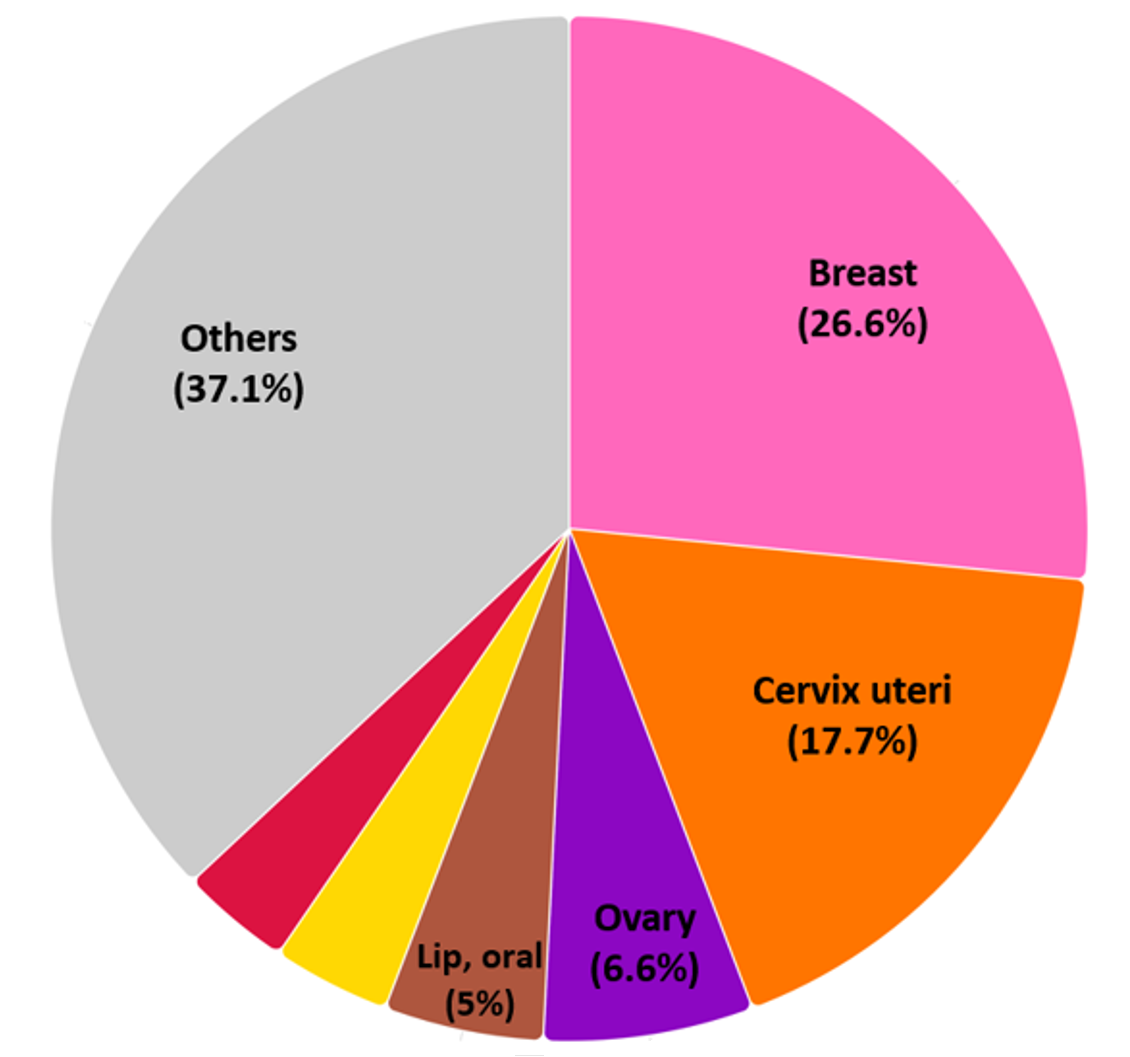 Breast
(26.6%)
Others
(37.1%)
Cervix uteri
(17.7%)
Ovary
(6.6%)
Lip, oral
(5%)